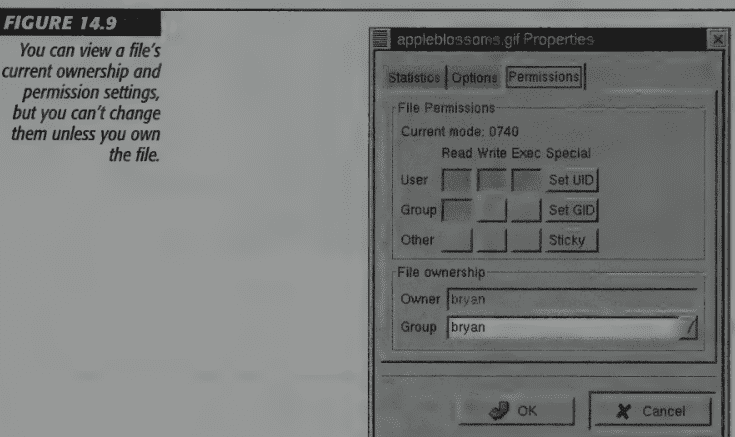 FIGURE 14.9
You can view a file's
current ownership and
permission settings,
but you can't change
them unless you own
the file.
appleblossoms.gif Properties
Statistics Options Permissions
File Permissions
Current mode: 0740
Read Write Exec Special
User Set UID
Group Set GID
Other Sticky
File ownership
Owner bryan
Group bryan
OK Cancel